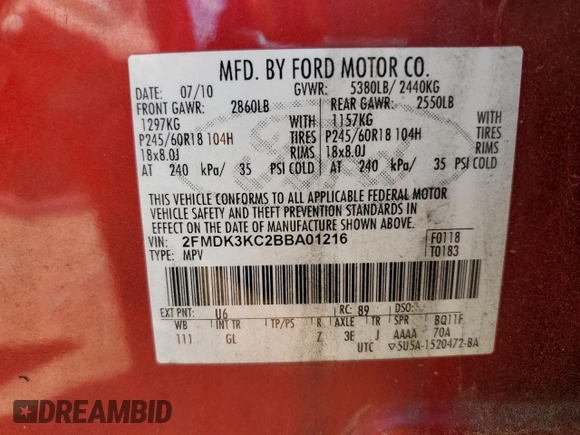 MFD. BY FORD MOTOR CO.
DATE: 07/10 GVWR: 5380LB/ 2440KG
FRONT GAWR: 2860LB REAR GAWR: 2550LB
1297KG WITH 1157KG WITH
P245/60R18 104H TIRES P245/60R18 104H TIRES
18x8.0J RIMS 18x8.0J RIMS
AT 240 kPa/ 35 PSI COLD AT 240 kPa/ 35 PSI COLD
THIS VEHICLE CONFORMS TO ALL APPLICABLE FEDERAL MOTOR
VEHICLE SAFETY AND THEFT PREVENTION STANDARDS IN
EFFECT ON THE DATE OF MANUFACTURE SHOWN ABOVE.
VIN: 2FMDK3KC2BBA01216 F0118
TYPE: MPV T0183
EXT PNT: U6 RC: 89 DSO:
WB INT TR TP/PS R AXLE TR SPR BQ11F
111 GL Z 3E J AAAA 70A
UTC ▽5U5A-1520472-BA
DREAMBID